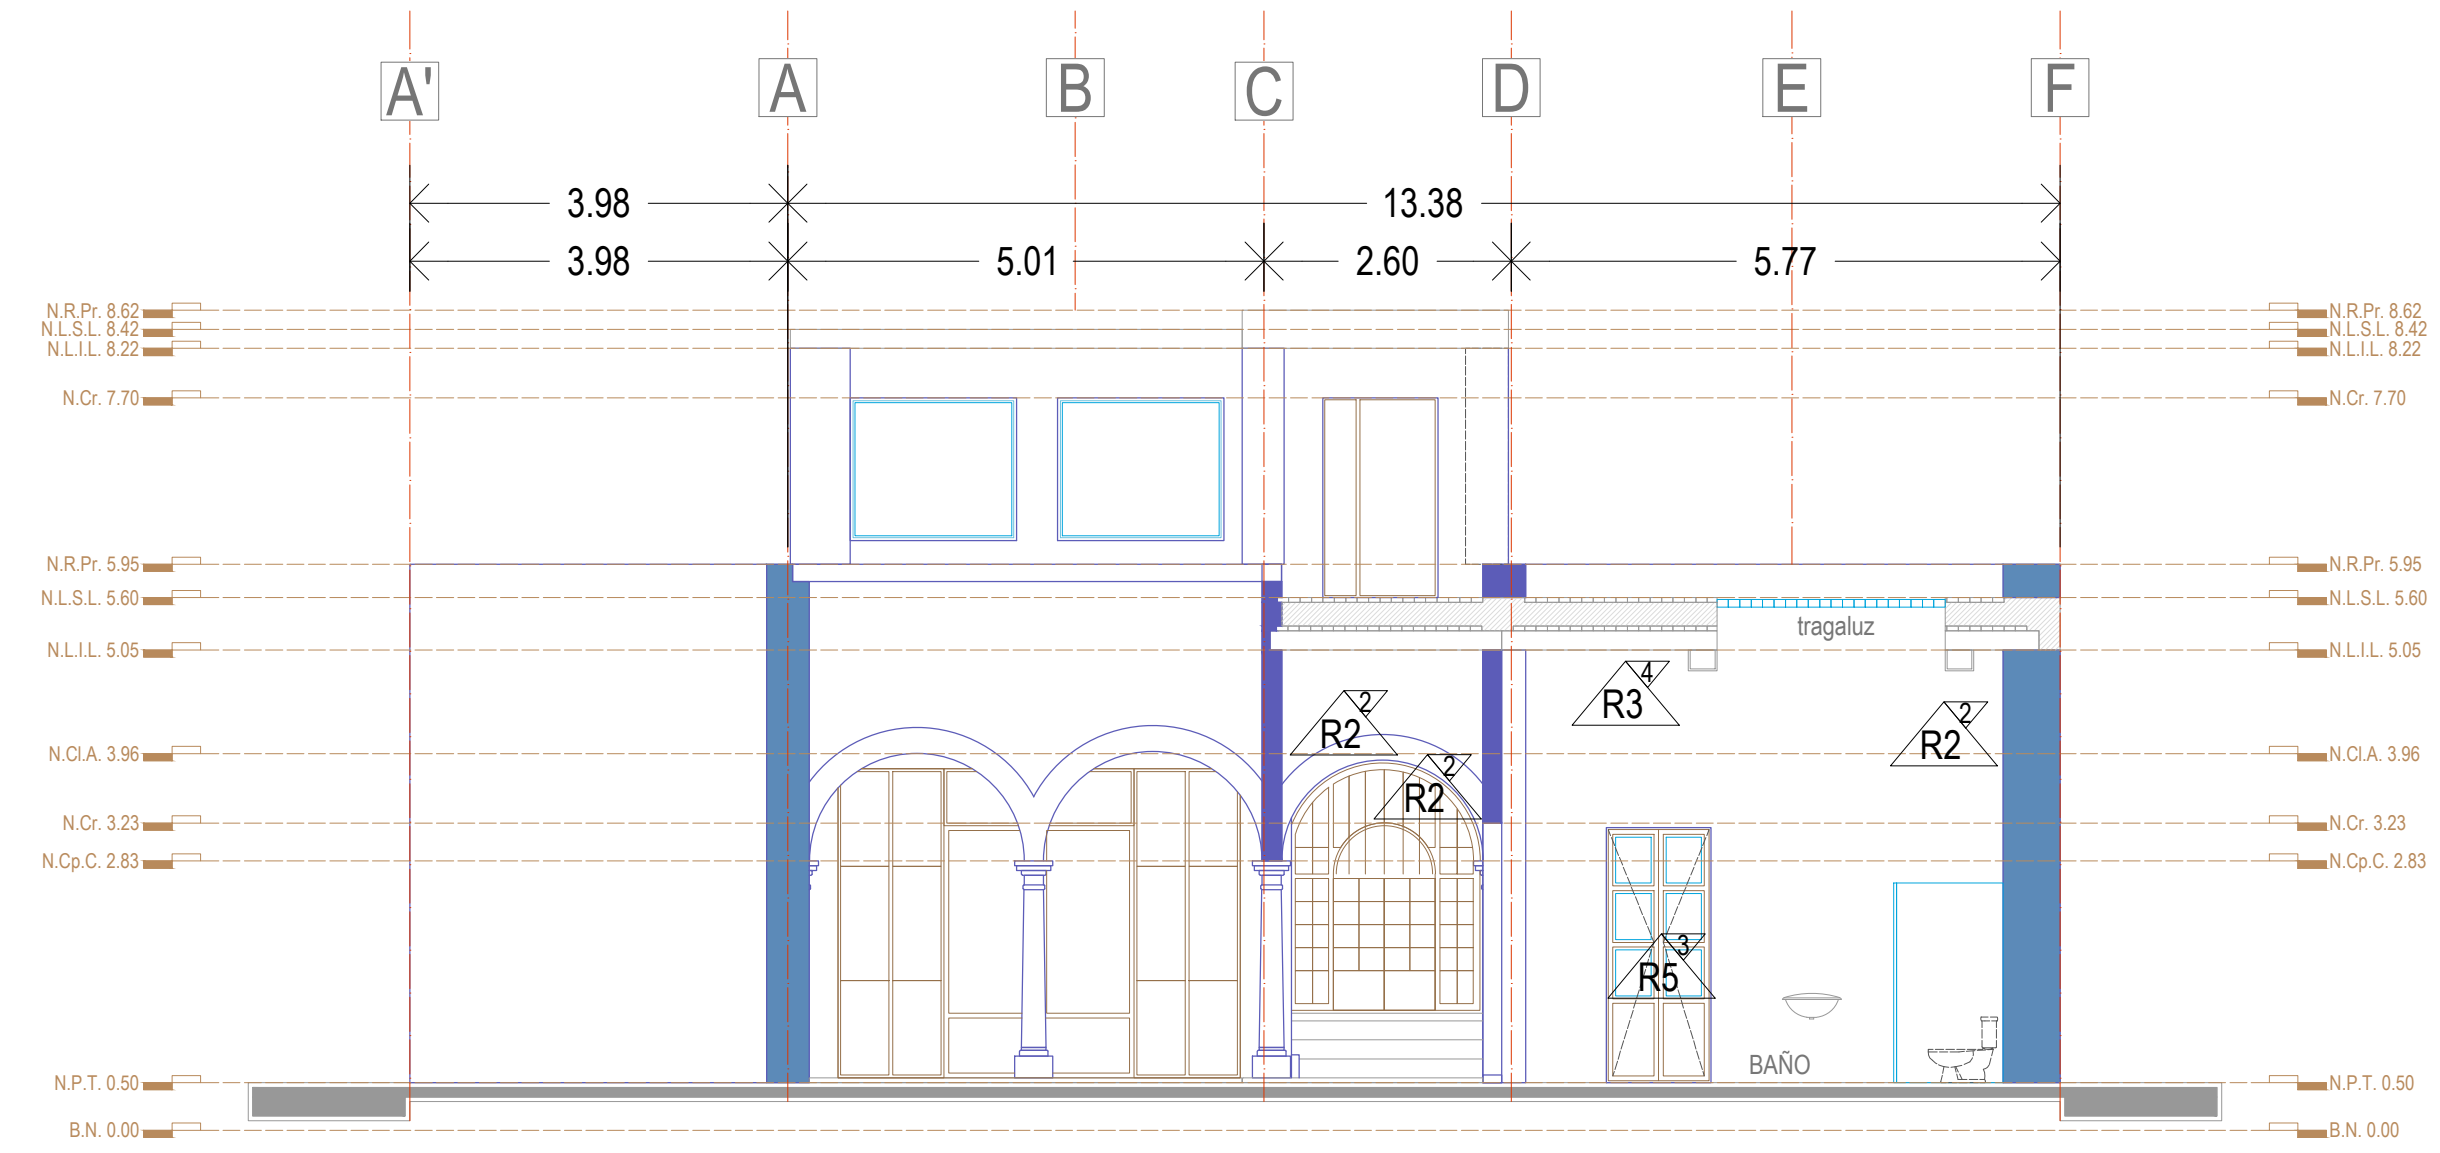 A' A B C D E F
3.98 13.38
3.98 5.01 2.60 5.77
N.R.Pr. 8.62 N.R.Pr. 8.62
N.L.S.L. 8.42 N.L.S.L. 8.42
N.L.I.L. 8.22 N.L.I.L. 8.22
N.Cr. 7.70 N.Cr. 7.70
N.R.Pr. 5.95 N.R.Pr. 5.95
N.L.S.L. 5.60 N.L.S.L. 5.60
tragaluz
N.L.I.L. 5.05 N.L.I.L. 5.05
4
R3
2 2
R2 R2
N.Cl.A. 3.96 N.Cl.A. 3.96
2
R2
N.Cr. 3.23 N.Cr. 3.23
N.Cp.C. 2.83 N.Cp.C. 2.83
3
R5
BAÑO
N.P.T. 0.50 N.P.T. 0.50
B.N. 0.00 B.N. 0.00